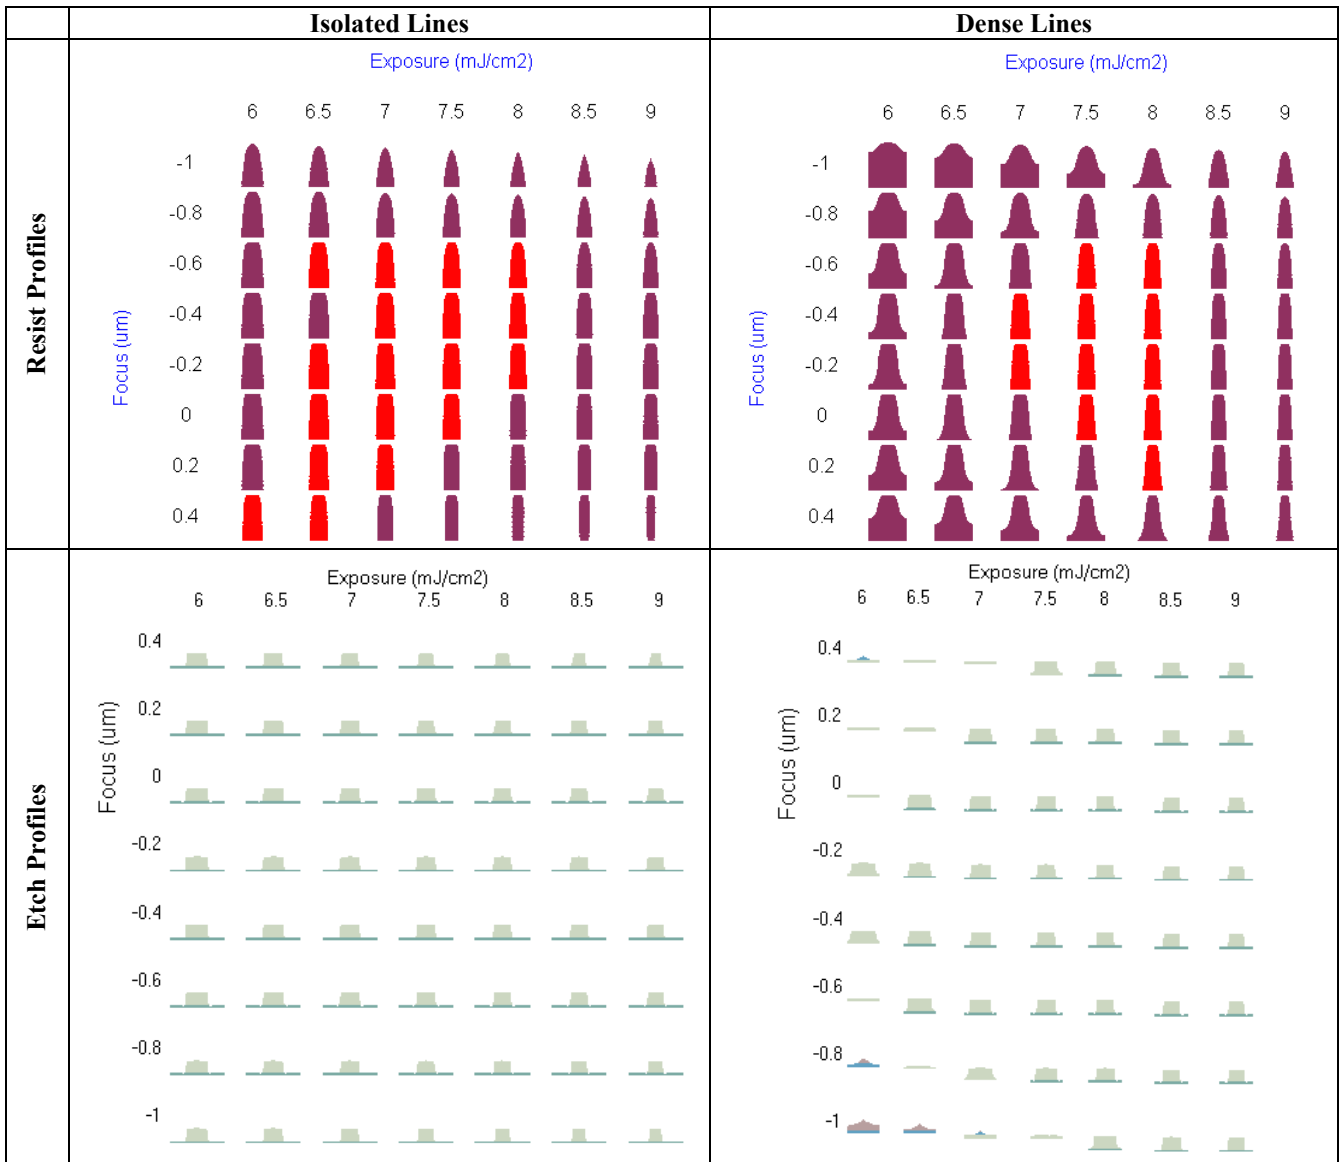 Isolated Lines
Dense Lines
Resist Profiles
Exposure (mJ/cm2)
6 6.5 7 7.5 8 8.5 9
Focus (um)
-1
-0.8
-0.6
-0.4
-0.2
0
0.2
0.4
Exposure (mJ/cm2)
6 6.5 7 7.5 8 8.5 9
Focus (um)
-1
-0.8
-0.6
-0.4
-0.2
0
0.2
0.4
Etch Profiles
Exposure (mJ/cm2)
6 6.5 7 7.5 8 8.5 9
Focus (um)
0.4
0.2
0
-0.2
-0.4
-0.6
-0.8
-1
Exposure (mJ/cm2)
6 6.5 7 7.5 8 8.5 9
Focus (um)
0.4
0.2
0
-0.2
-0.4
-0.6
-0.8
-1